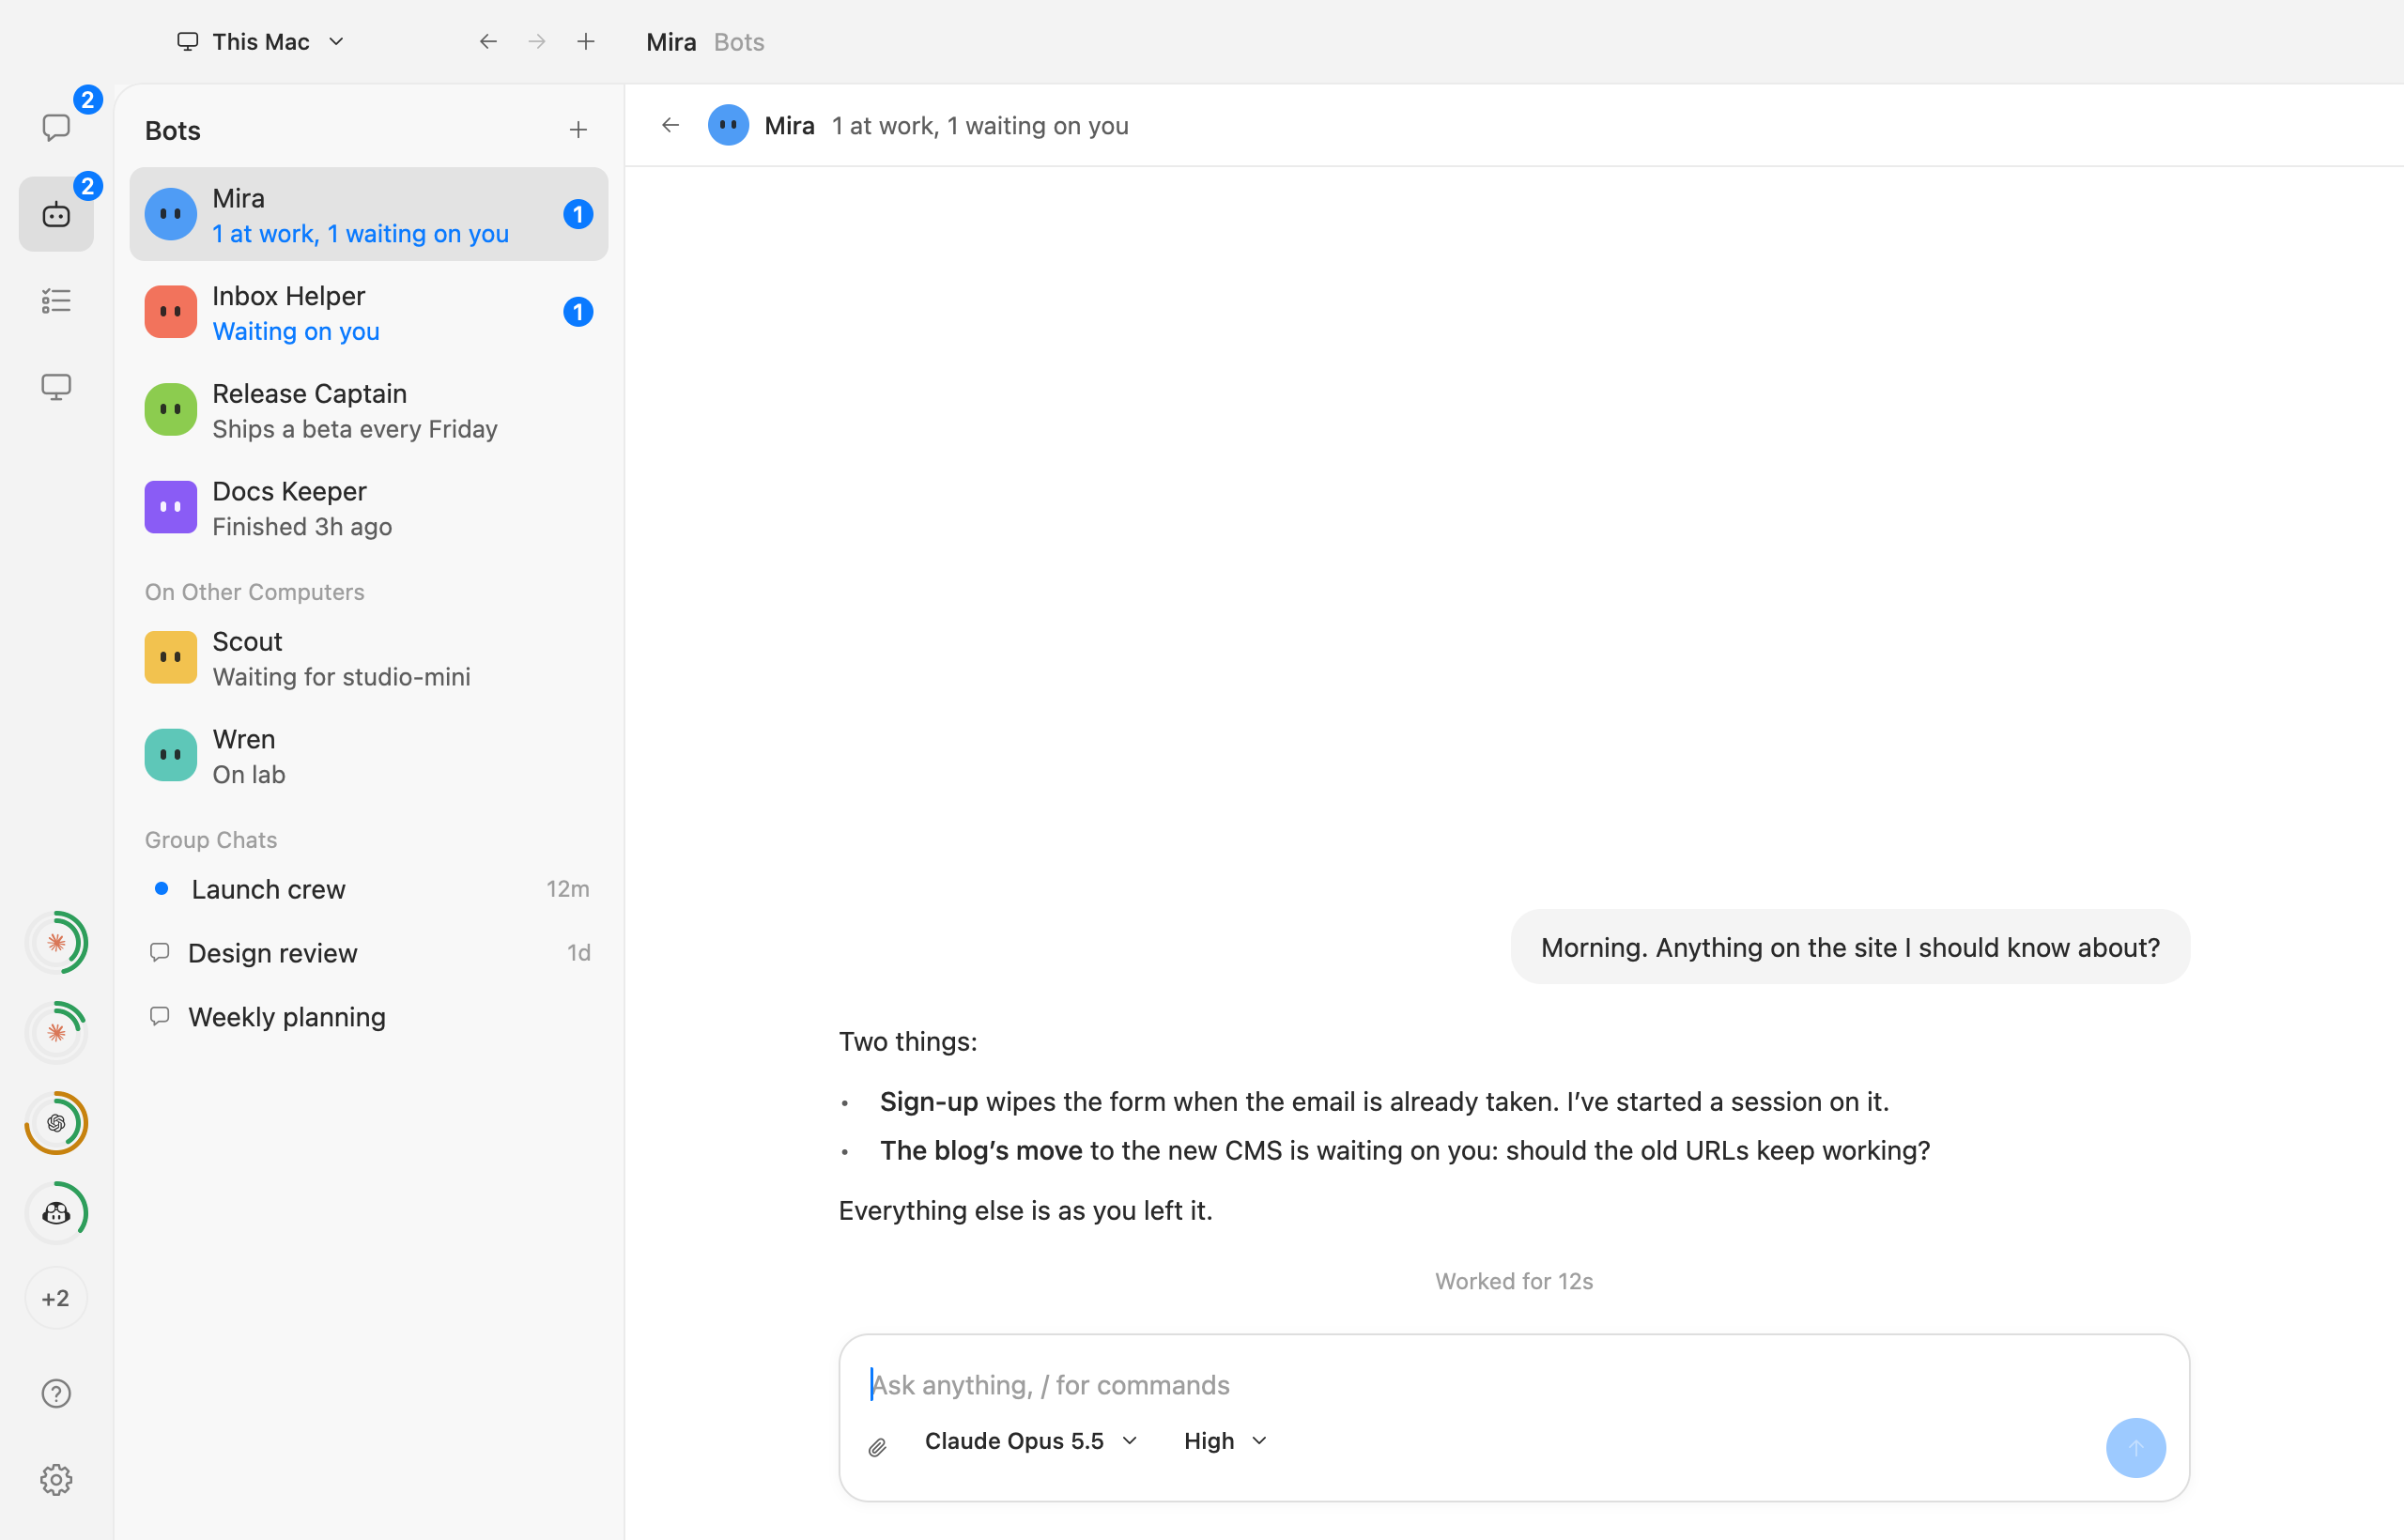 This Mac
Mira Bots
2
2
Bots
Mira
1 at work, 1 waiting on you
1
Inbox Helper
Waiting on you
1
Release Captain
Ships a beta every Friday
Docs Keeper
Finished 3h ago
On Other Computers
Scout
Waiting for studio-mini
Wren
On lab
Group Chats
Launch crew 12m
Design review 1d
Weekly planning
+2
Mira 1 at work, 1 waiting on you
Morning. Anything on the site I should know about?
Two things:
• Sign-up wipes the form when the email is already taken. I’ve started a session on it.
• The blog’s move to the new CMS is waiting on you: should the old URLs keep working?
Everything else is as you left it.
Worked for 12s
Ask anything, / for commands
Claude Opus 5.5 High